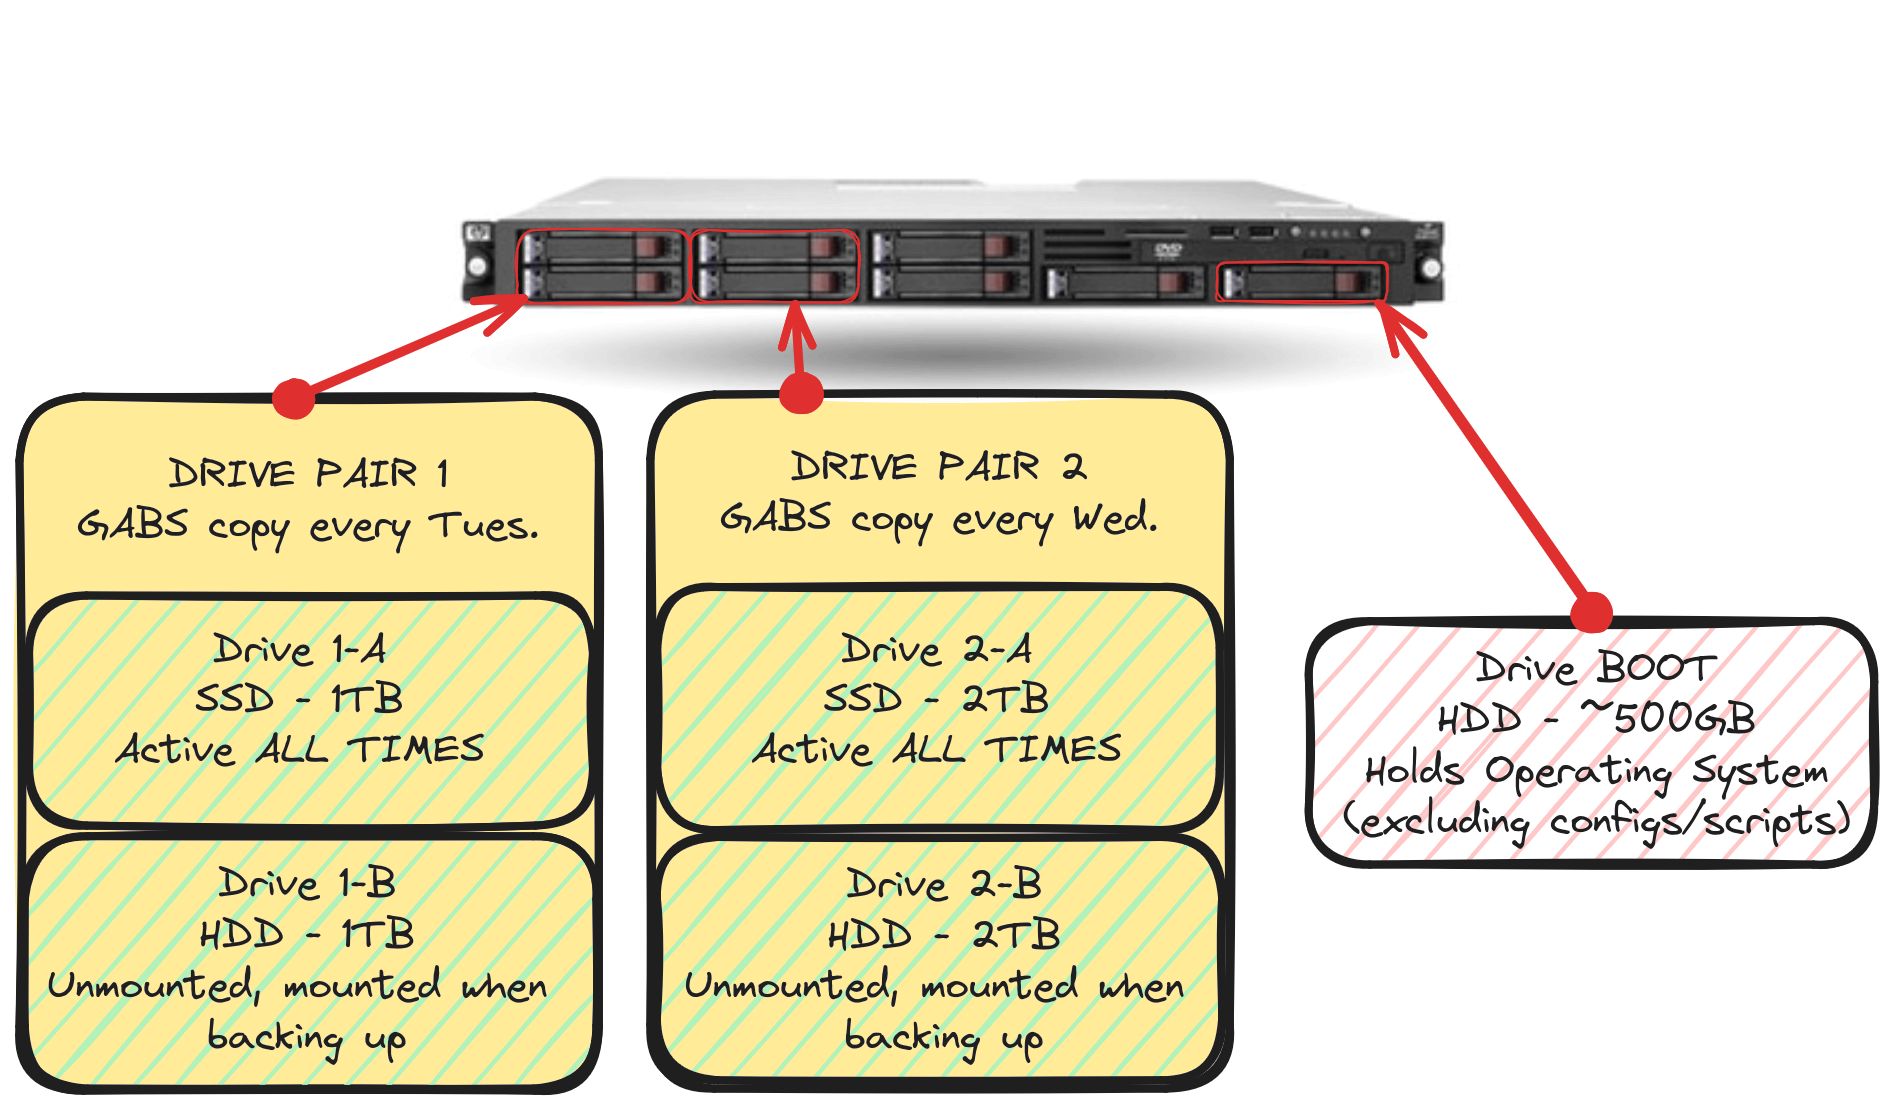 hp
DVD
DRIVE PAIR 1
GABS copy every Tues.
Drive 1-A
SSD - 1TB
Active ALL TIMES
Drive 1-B
HDD - 1TB
Unmounted, mounted when
backing up
DRIVE PAIR 2
GABS copy every Wed.
Drive 2-A
SSD - 2TB
Active ALL TIMES
Drive 2-B
HDD - 2TB
Unmounted, mounted when
backing up
Drive BOOT
HDD - ~500GB
Holds Operating System
(excluding configs/scripts)